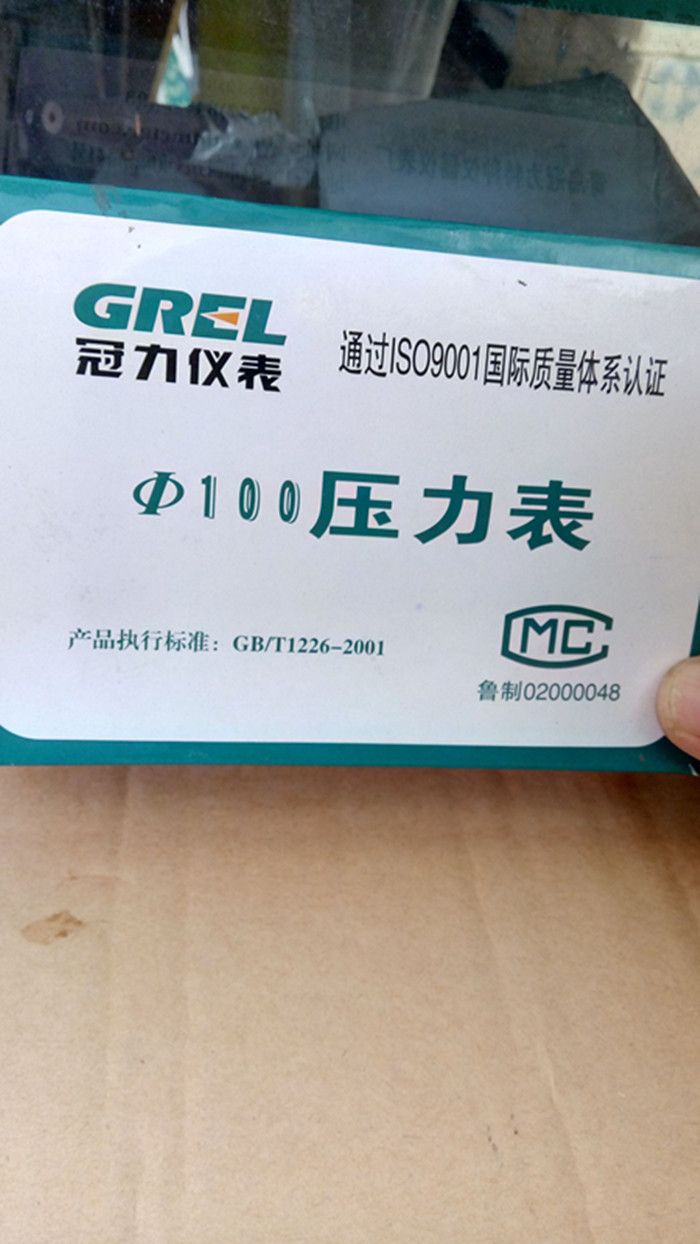 GREL
冠力仪表
通过ISO9001国际质量体系认证
Φ100压力表
产品执行标准：GB/T1226-2001
MC
鲁制02000048